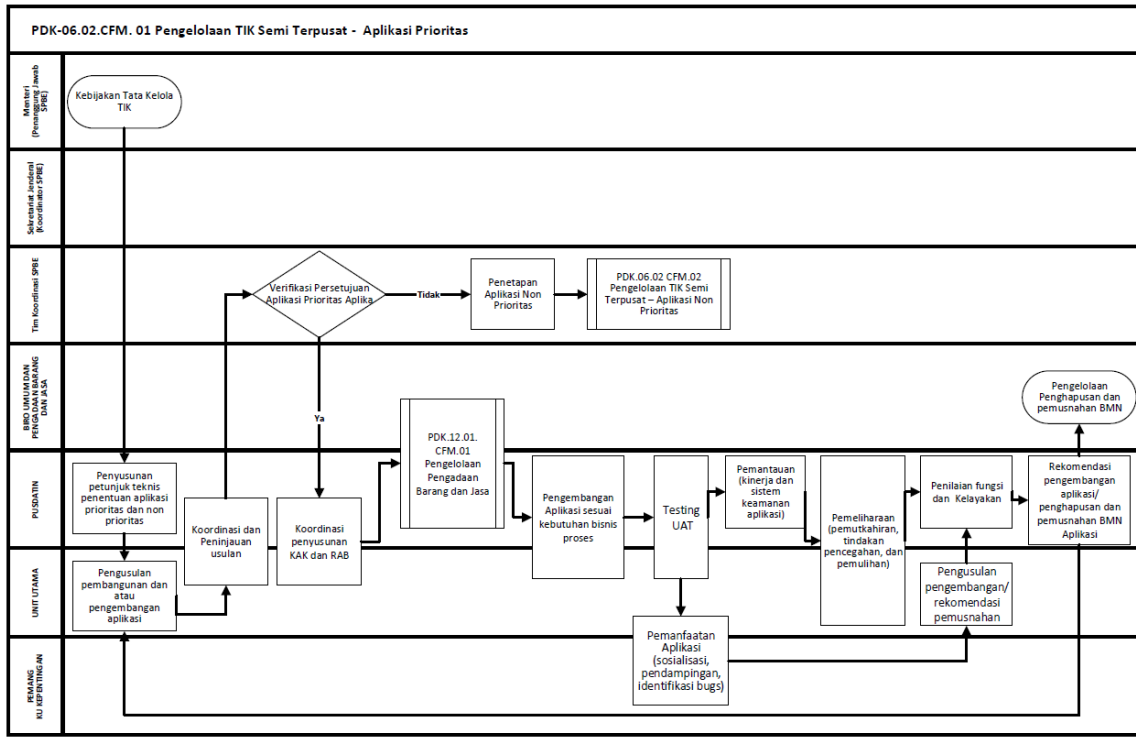 PDK-06.02.CFM. 01 Pengelolaan TIK Semi Terpusat - Aplikasi Prioritas
Menteri
(Penanggung Jawab
SPBE)
Kebijakan Tata Kelola
TIK
Sekretariat Jenderal
(Koordinator SPBE)
Tim Koordinasi SPBE
Verifikasi Persetujuan
Aplikasi Prioritas Aplika
Tidak
Penetapan
Aplikasi Non
Prioritas
PDK.06.02 CFM.02
Pengelolaan TIK Semi
Terpusat – Aplikasi Non
Prioritas
Ya
BIRO UMUM DAN
PENGADAAN BARANG
DAN JASA
PDK.12.01.
CFM.01
Pengelolaan
Pengadaan
Barang dan Jasa
Pengelolaan
Penghapusan dan
pemusnahan BMN
PUSDATIN
Penyusunan
petunjuk teknis
penentuan aplikasi
prioritas dan non
prioritas
Koordinasi dan
Peninjauan
usulan
Koordinasi
penyusunan
KAK dan RAB
Pengembangan
Aplikasi sesuai
kebutuhan bisnis
proses
Testing
UAT
Pemantauan
(kinerja dan
sistem
keamanan
aplikasi)
Pemeliharaan
(pemutkahiran,
tindakan
pencegahan, dan
pemulihan)
Penilaian fungsi
dan Kelayakan
Rekomendasi
pengembangan
aplikasi/
penghapusan dan
pemusnahan BMN
Aplikasi
UNIT UTAMA
Pengusulan
pembangunan dan
atau
pengembangan
aplikasi
Pengusulan
pengembangan/
rekomendasi
pemusnahan
PEMANG
KU KEPENTINGAN
Pemanfaatan
Aplikasi
(sosialisasi,
pendampingan,
identifikasi bugs)